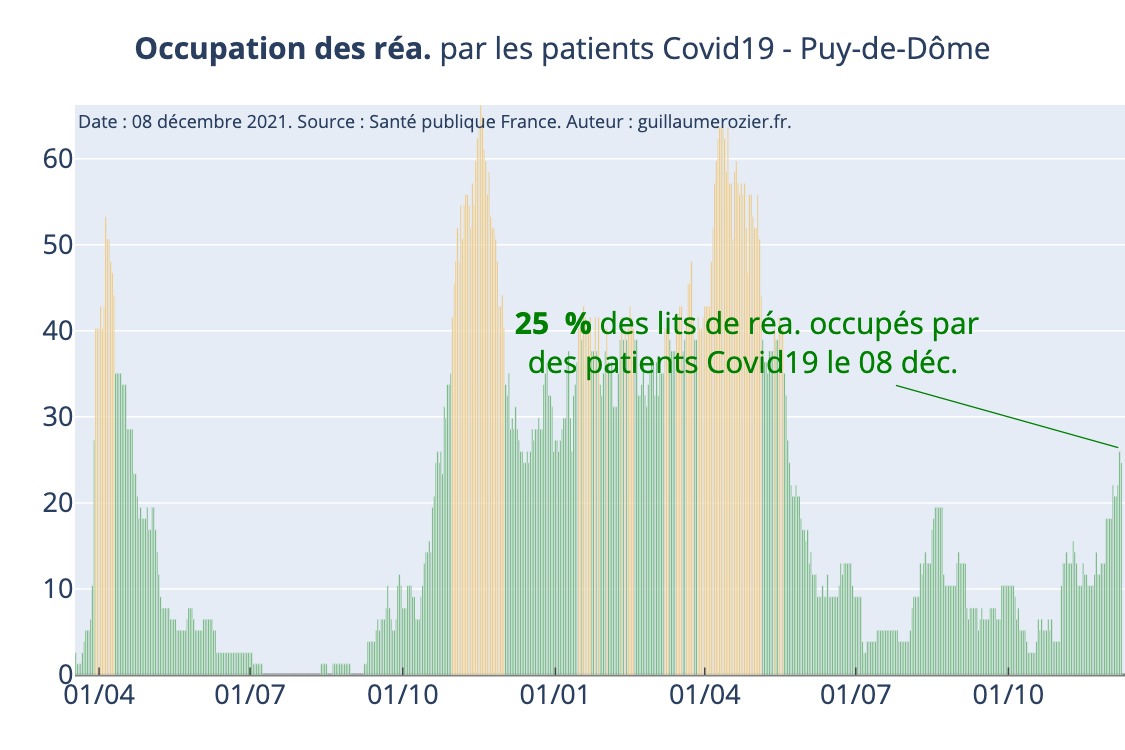 Occupation des réa. par les patients Covid19 - Puy-de-Dôme
Date : 08 décembre 2021. Source : Santé publique France. Auteur : guillaumerozier.fr.
60
50
40
30
20
10
0
25 % des lits de réa. occupés par
des patients Covid19 le 08 déc.
01/04 01/07 01/10 01/01 01/04 01/07 01/10